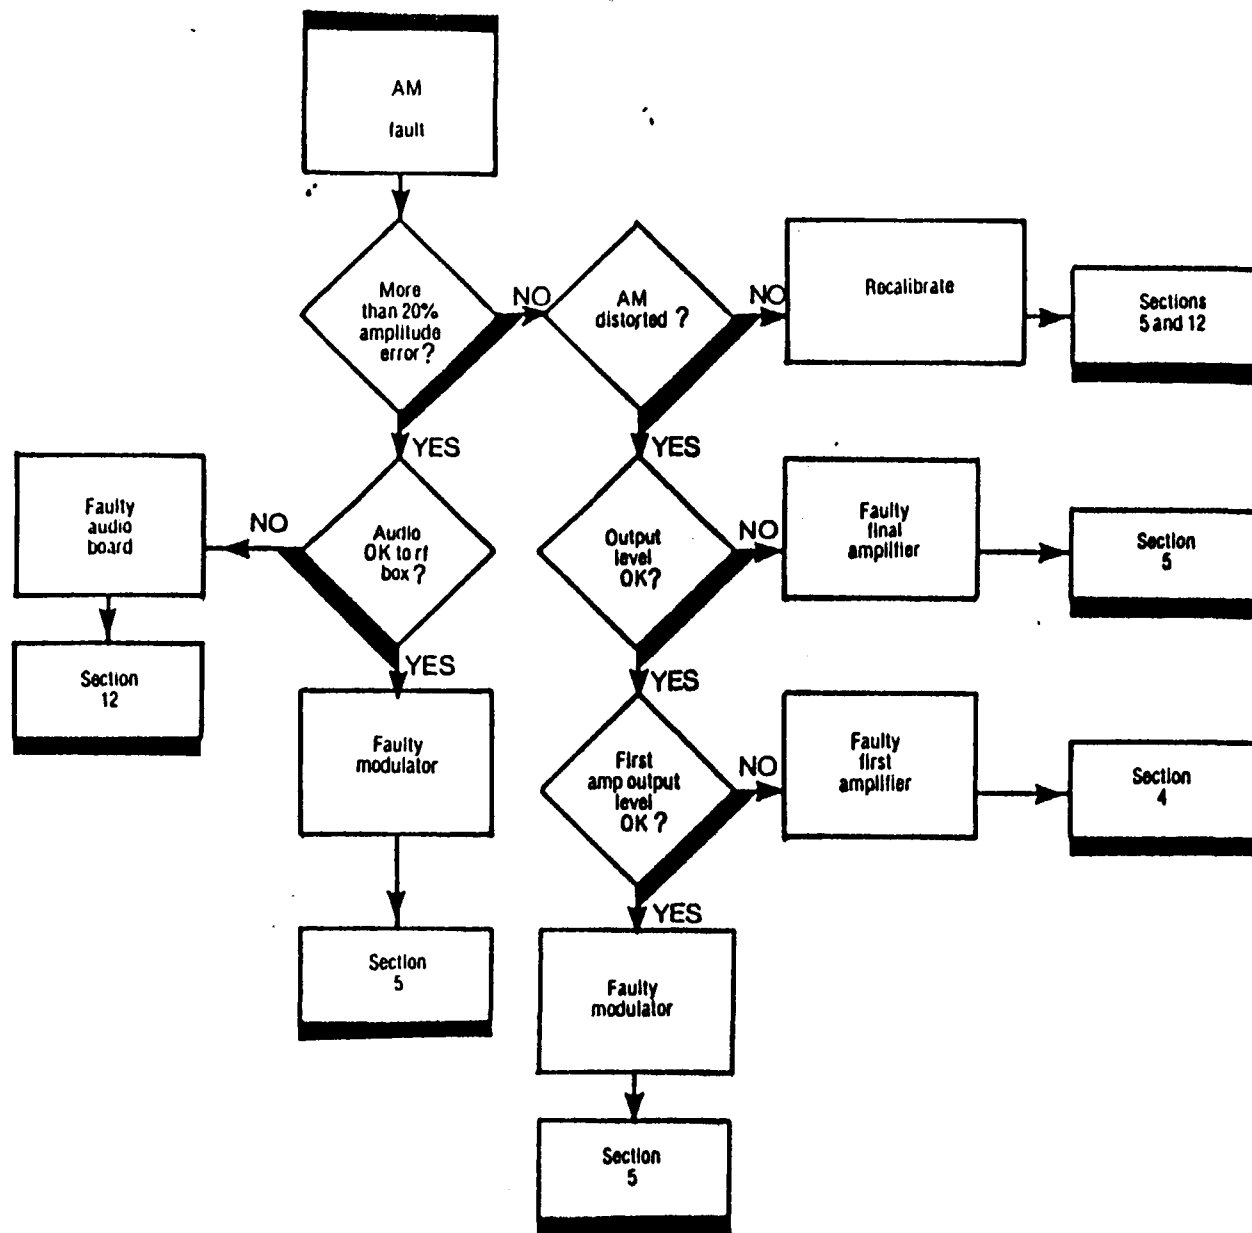 AM
fault
More
than 20%
amplitude
error?
NO
AM
distorted?
NO
Recalibrate
Sections
5 and 12
YES
YES
Faulty
audio
board
NO
Audio
OK to rf
box?
Output
level
OK?
NO
Faulty
final
amplifier
Section
5
Section
12
YES
YES
Faulty
modulator
First
amp output
level
OK?
NO
Faulty
first
amplifier
Section
4
YES
Section
5
Faulty
modulator
Section
5